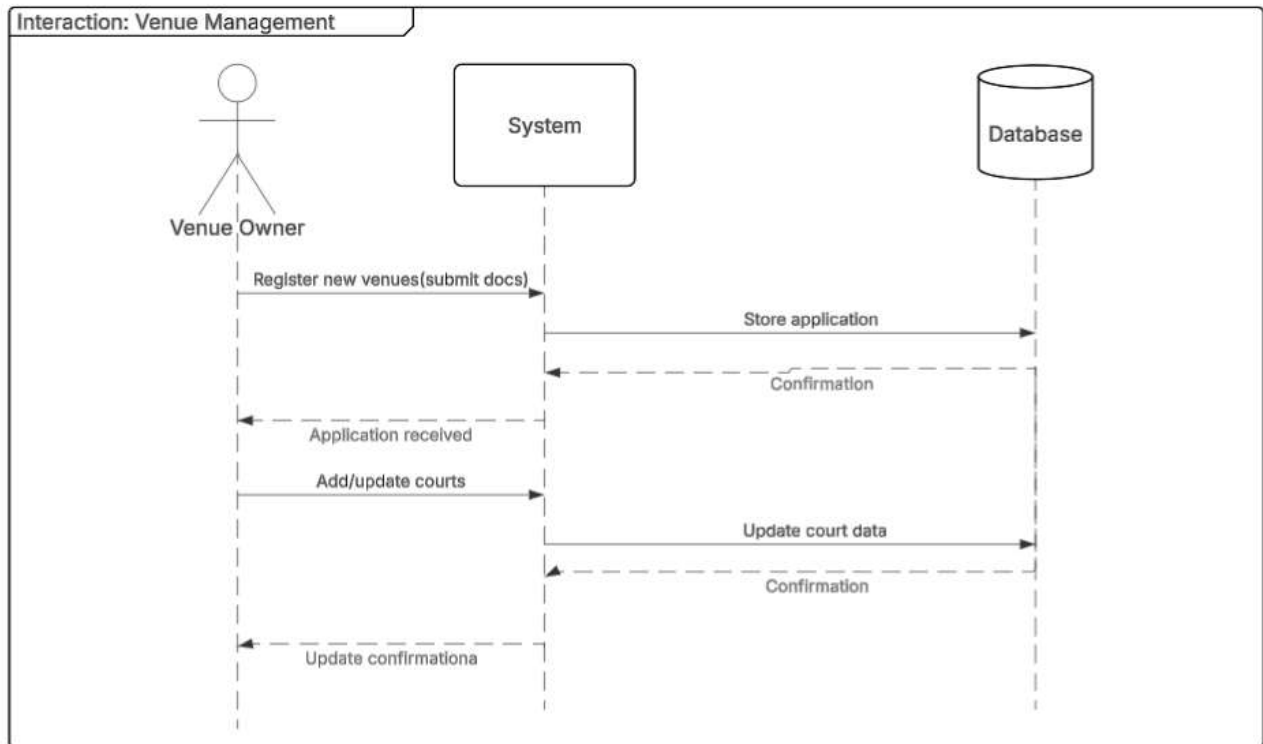 Interaction: Venue Management
System
Database
Venue Owner
Register new venues(submit docs)
Store application
Confirmation
Application received
Add/update courts
Update court data
Confirmation
Update confirmationa